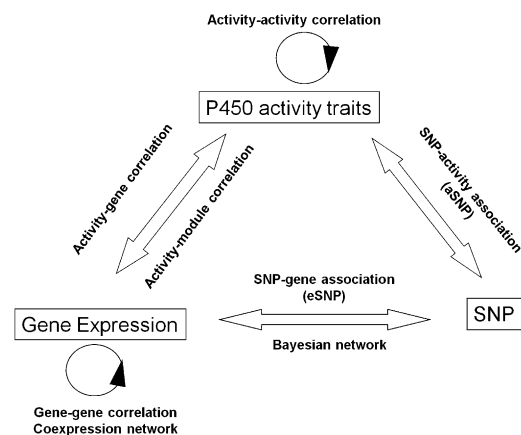 Activity-activity correlation
P450 activity traits
Activity-gene correlation
Activity-module correlation
SNP-activity association
(aSNP)
SNP-gene association
(eSNP)
Bayesian network
Gene Expression
SNP
Gene-gene correlation
Coexpression network